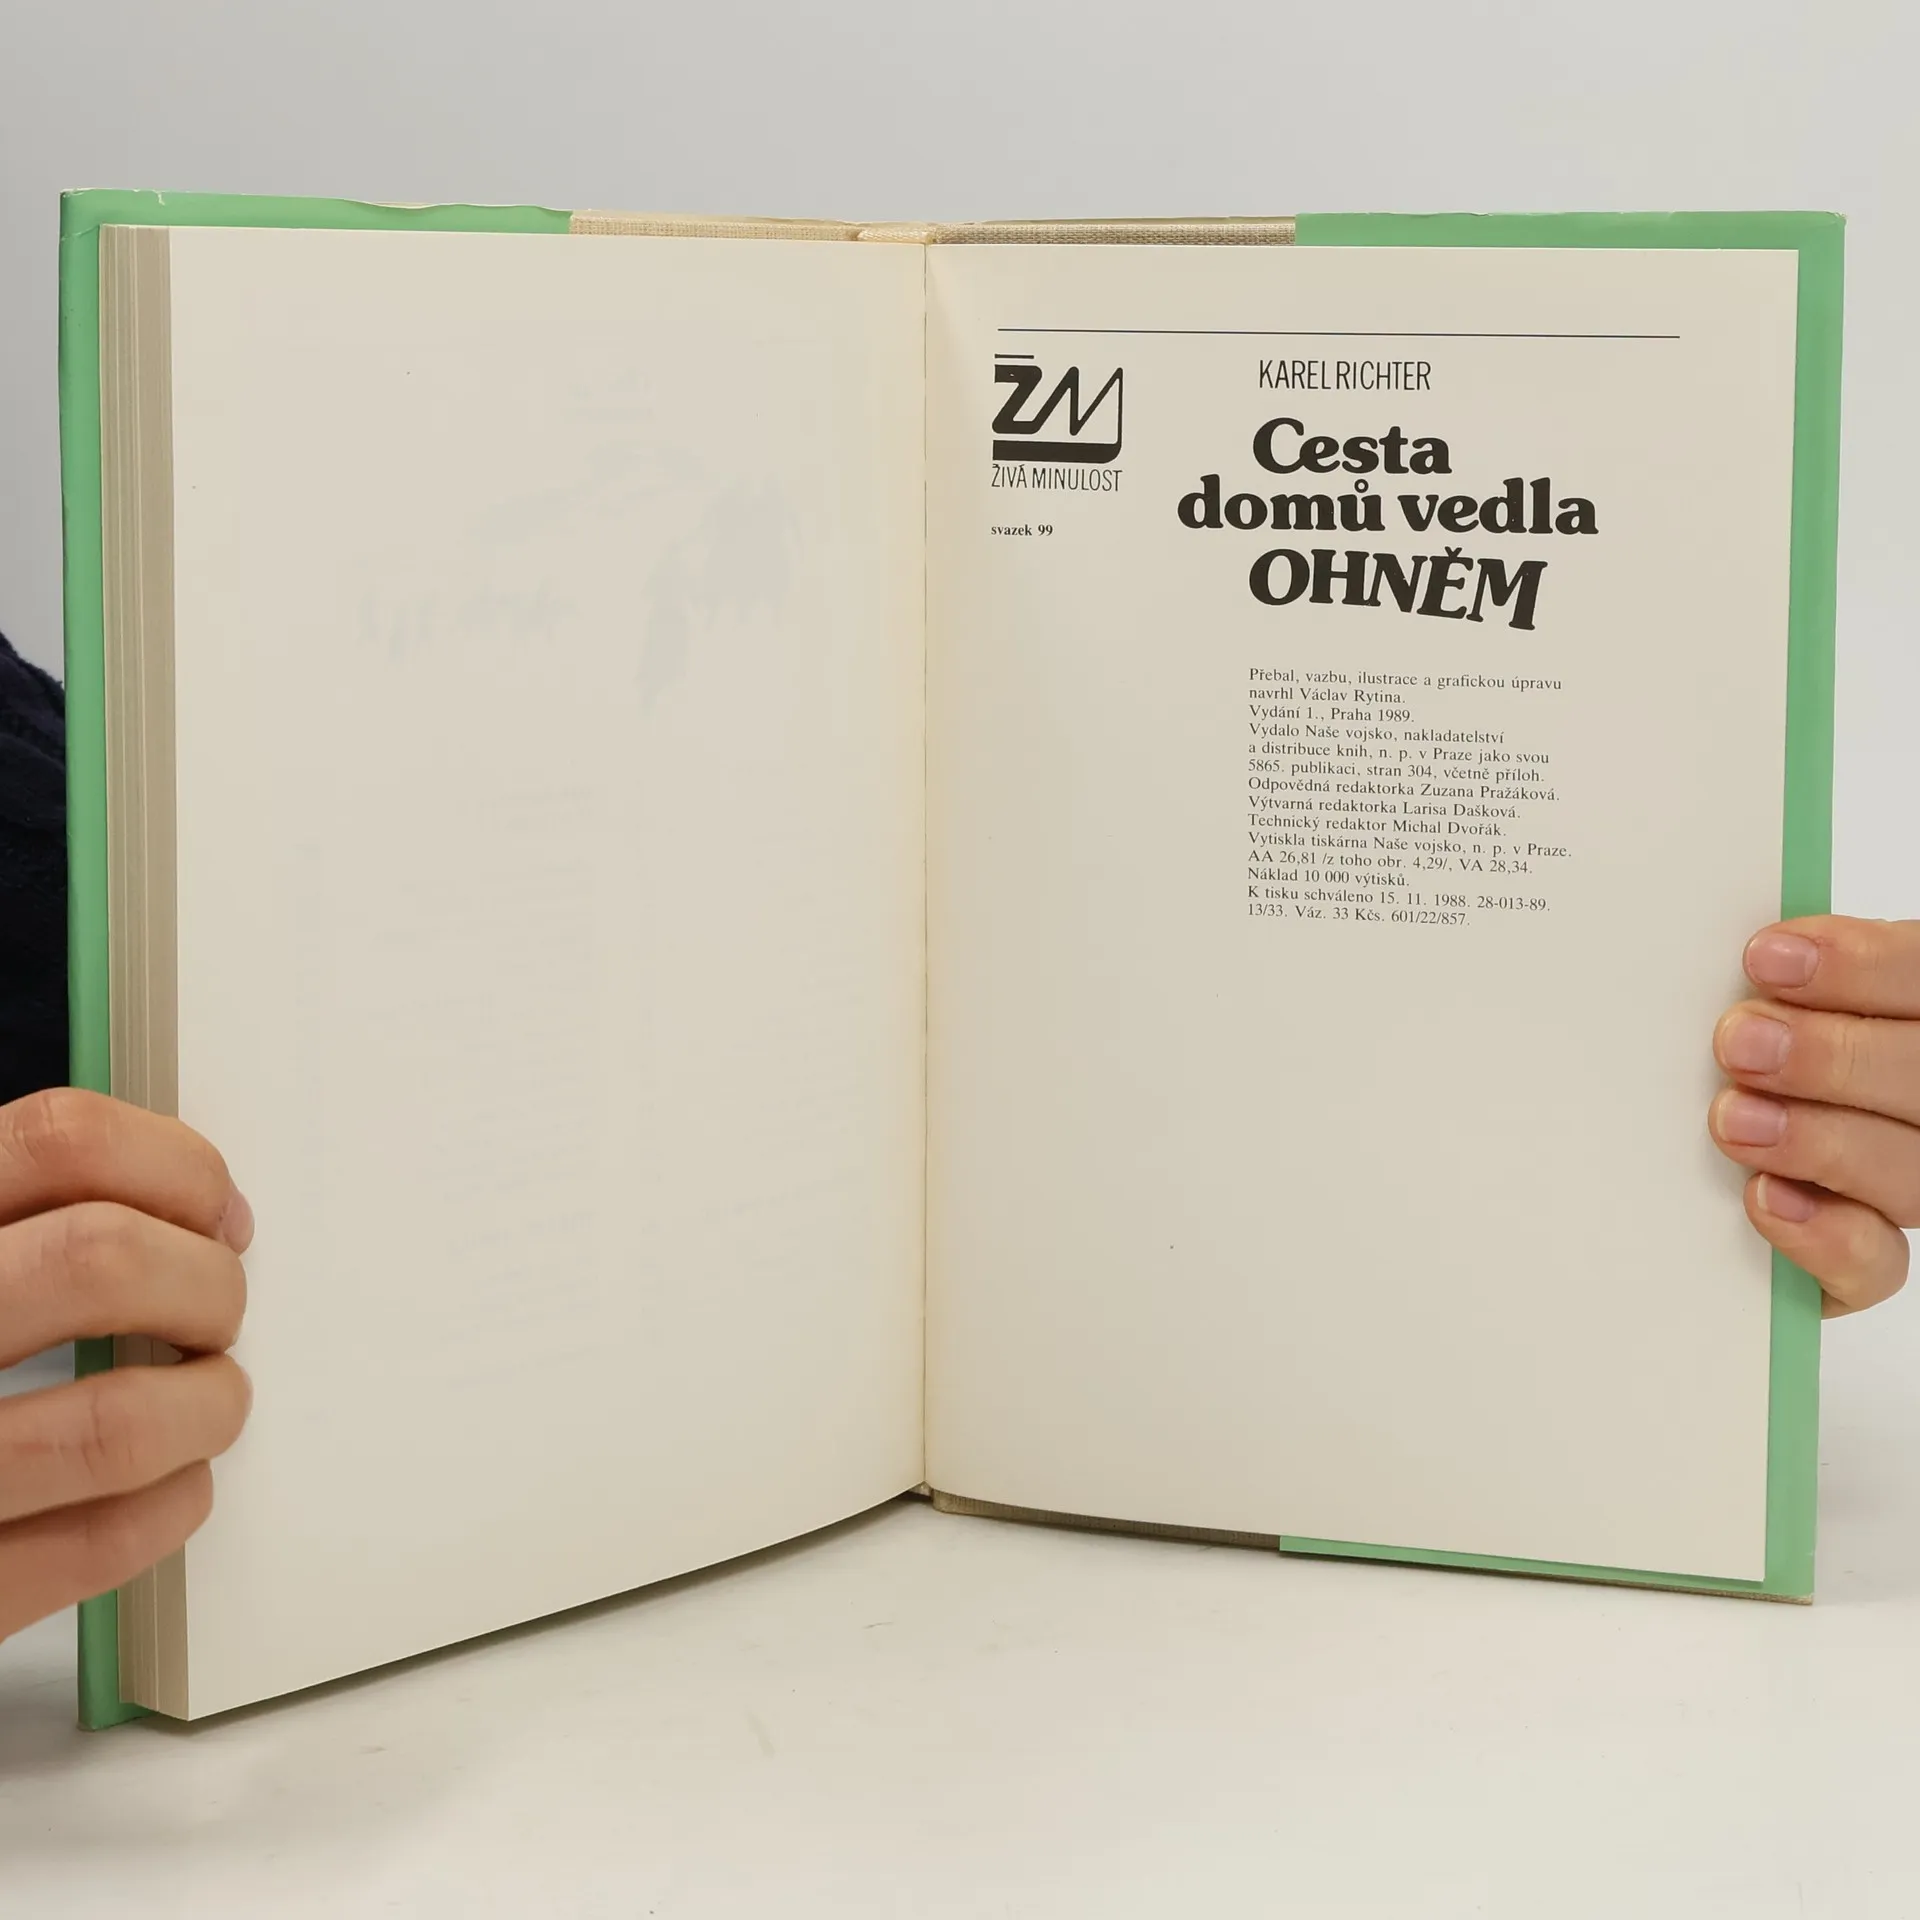 ŽM
ŽIVÁ MINULOST
svazek 99
KAREL RICHTER
Cesta
domů vedla
OHNĚM
Přebal, vazbu, ilustrace a grafickou úpravu
navrhl Václav Rytina.
Vydání 1., Praha 1989.
Vydalo Naše vojsko, nakladatelství
a distribuce knih, n. p. v Praze jako svou
5865. publikaci, stran 304, včetně příloh.
Odpovědná redaktorka Zuzana Pražáková.
Výtvarná redaktorka Larisa Dašková.
Technický redaktor Michal Dvořák.
Vytiskla tiskárna Naše vojsko, n. p. v Praze.
AA 26,81 /z toho obr. 4,29/, VA 28,34.
Náklad 10 000 výtisků.
K tisku schváleno 15. 11. 1988. 28-013-89.
13/33. Váz. 33 Kčs. 601/22/857.